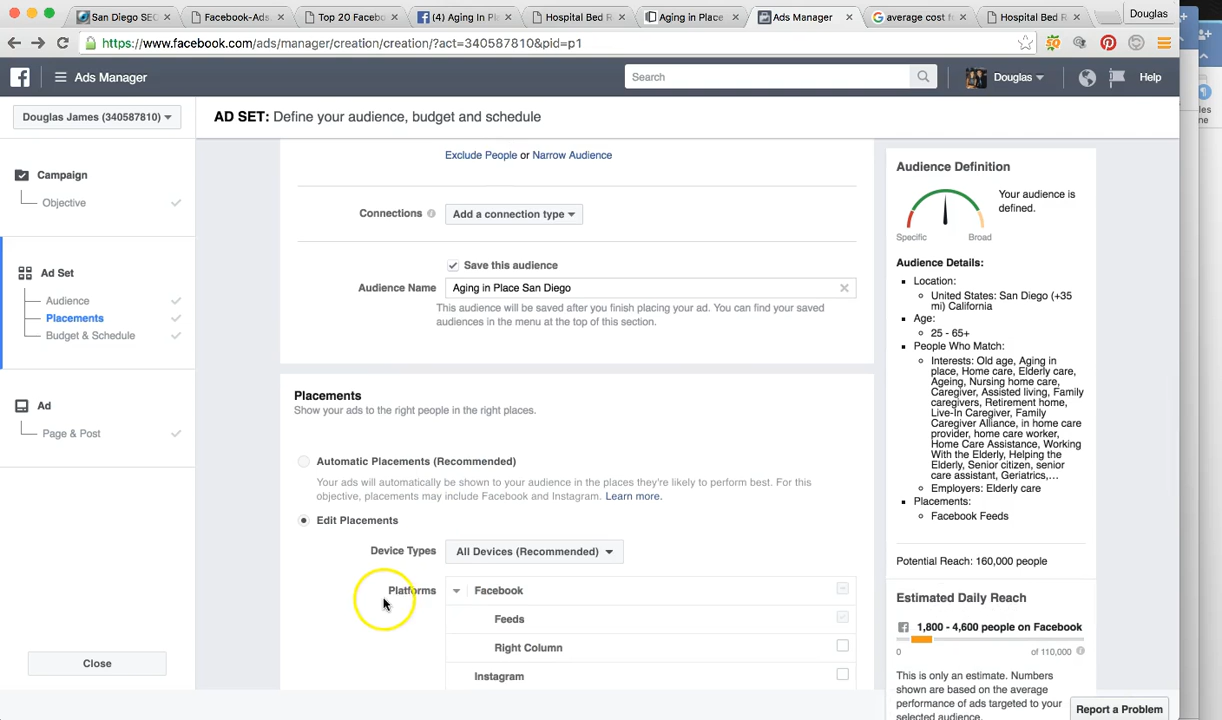 San Diego SEO
Facebook-Ads
Top 20 Facebo
(4) Aging In Pl
Hospital Bed R
Aging in Place
Ads Manager
average cost f
Hospital Bed R
Douglas
https://www.facebook.com/ads/manager/creation/creation/?act=340587810&pid=p1
Ads Manager
Search
Douglas
Help
Douglas James (340587810)
AD SET: Define your audience, budget and schedule
Campaign
Objective
Ad Set
Audience
Placements
Budget & Schedule
Ad
Page & Post
Close
Exclude People or Narrow Audience
Connections
Add a connection type
Save this audience
Audience Name
Aging in Place San Diego
This audience will be saved after you finish placing your ad. You can find your saved
audiences in the menu at the top of this section.
Placements
Show your ads to the right people in the right places.
Automatic Placements (Recommended)
Your ads will automatically be shown to your audience in the places they're likely to perform best. For this
objective, placements may include Facebook and Instagram. Learn more.
Edit Placements
Device Types
All Devices (Recommended)
Platforms
Facebook
Feeds
Right Column
Instagram
Audience Definition
Your audience is
defined.
Specific
Broad
Audience Details:
Location:
United States: San Diego (+35
mi) California
Age:
25 - 65+
People Who Match:
Interests: Old age, Aging in
place, Home care, Elderly care,
Ageing, Nursing home care,
Caregiver, Assisted living, Family
caregivers, Retirement home,
Live-In Caregiver, Family
Caregiver Alliance, in home care
provider, home care worker,
Home Care Assistance, Working
With the Elderly, Helping the
Elderly, Senior citizen, senior
care assistant, Geriatrics,...
Employers: Elderly care
Placements:
Facebook Feeds
Potential Reach: 160,000 people
Estimated Daily Reach
1,800 - 4,600 people on Facebook
0
of 110,000
This is only an estimate. Numbers
shown are based on the average
performance of ads targeted to your
selected audience.
Report a Problem